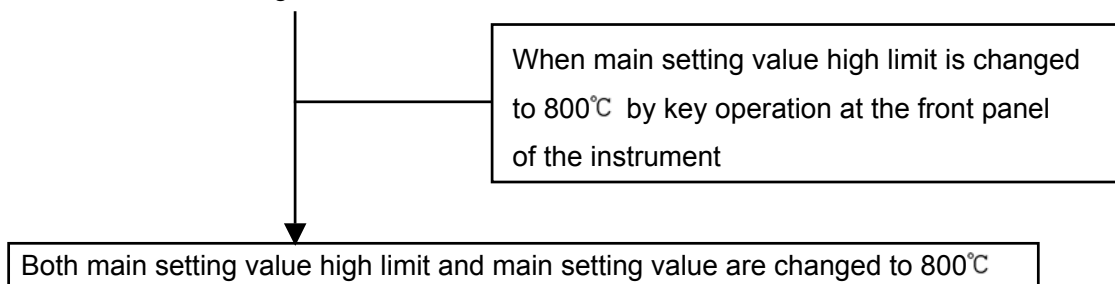 When main setting value high limit is changed
to 800℃ by key operation at the front panel
of the instrument
Both main setting value high limit and main setting value are changed to 800℃